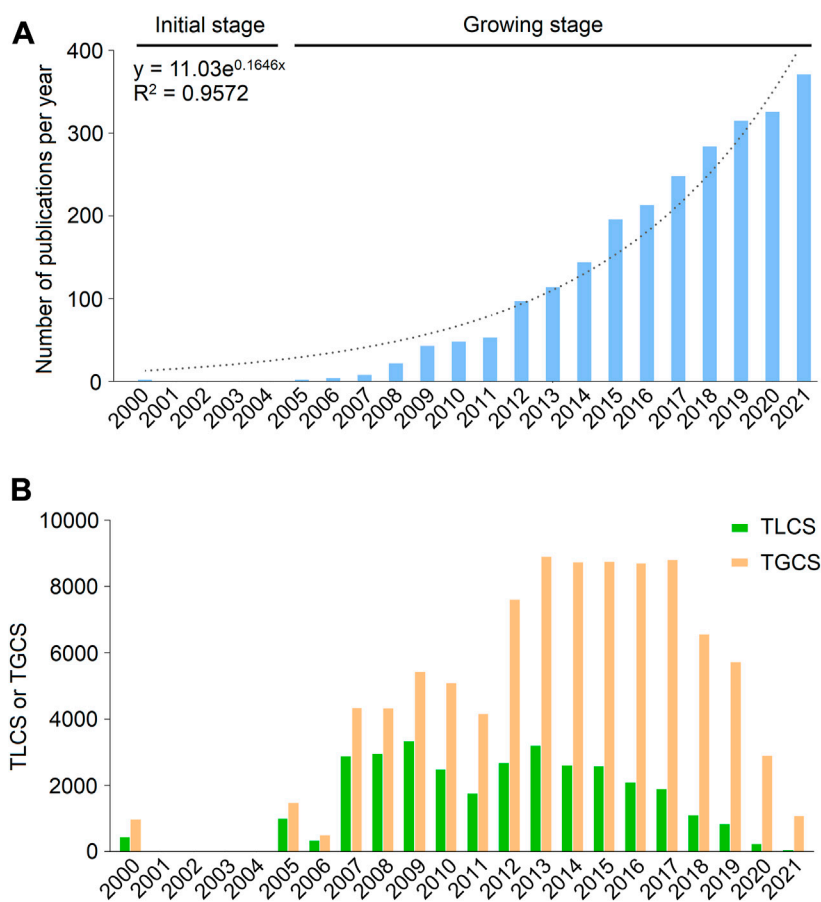 A
Initial stage
Growing stage
y = 11.03e^0.1646x
R² = 0.9572
Number of publications per year
400
300
200
100
0
2000 2001 2002 2003 2004 2005 2006 2007 2008 2009 2010 2011 2012 2013 2014 2015 2016 2017 2018 2019 2020 2021
B
TLCS or TGCS
10000
8000
6000
4000
2000
0
TLCS
TGCS
2000 2001 2002 2003 2004 2005 2006 2007 2008 2009 2010 2011 2012 2013 2014 2015 2016 2017 2018 2019 2020 2021